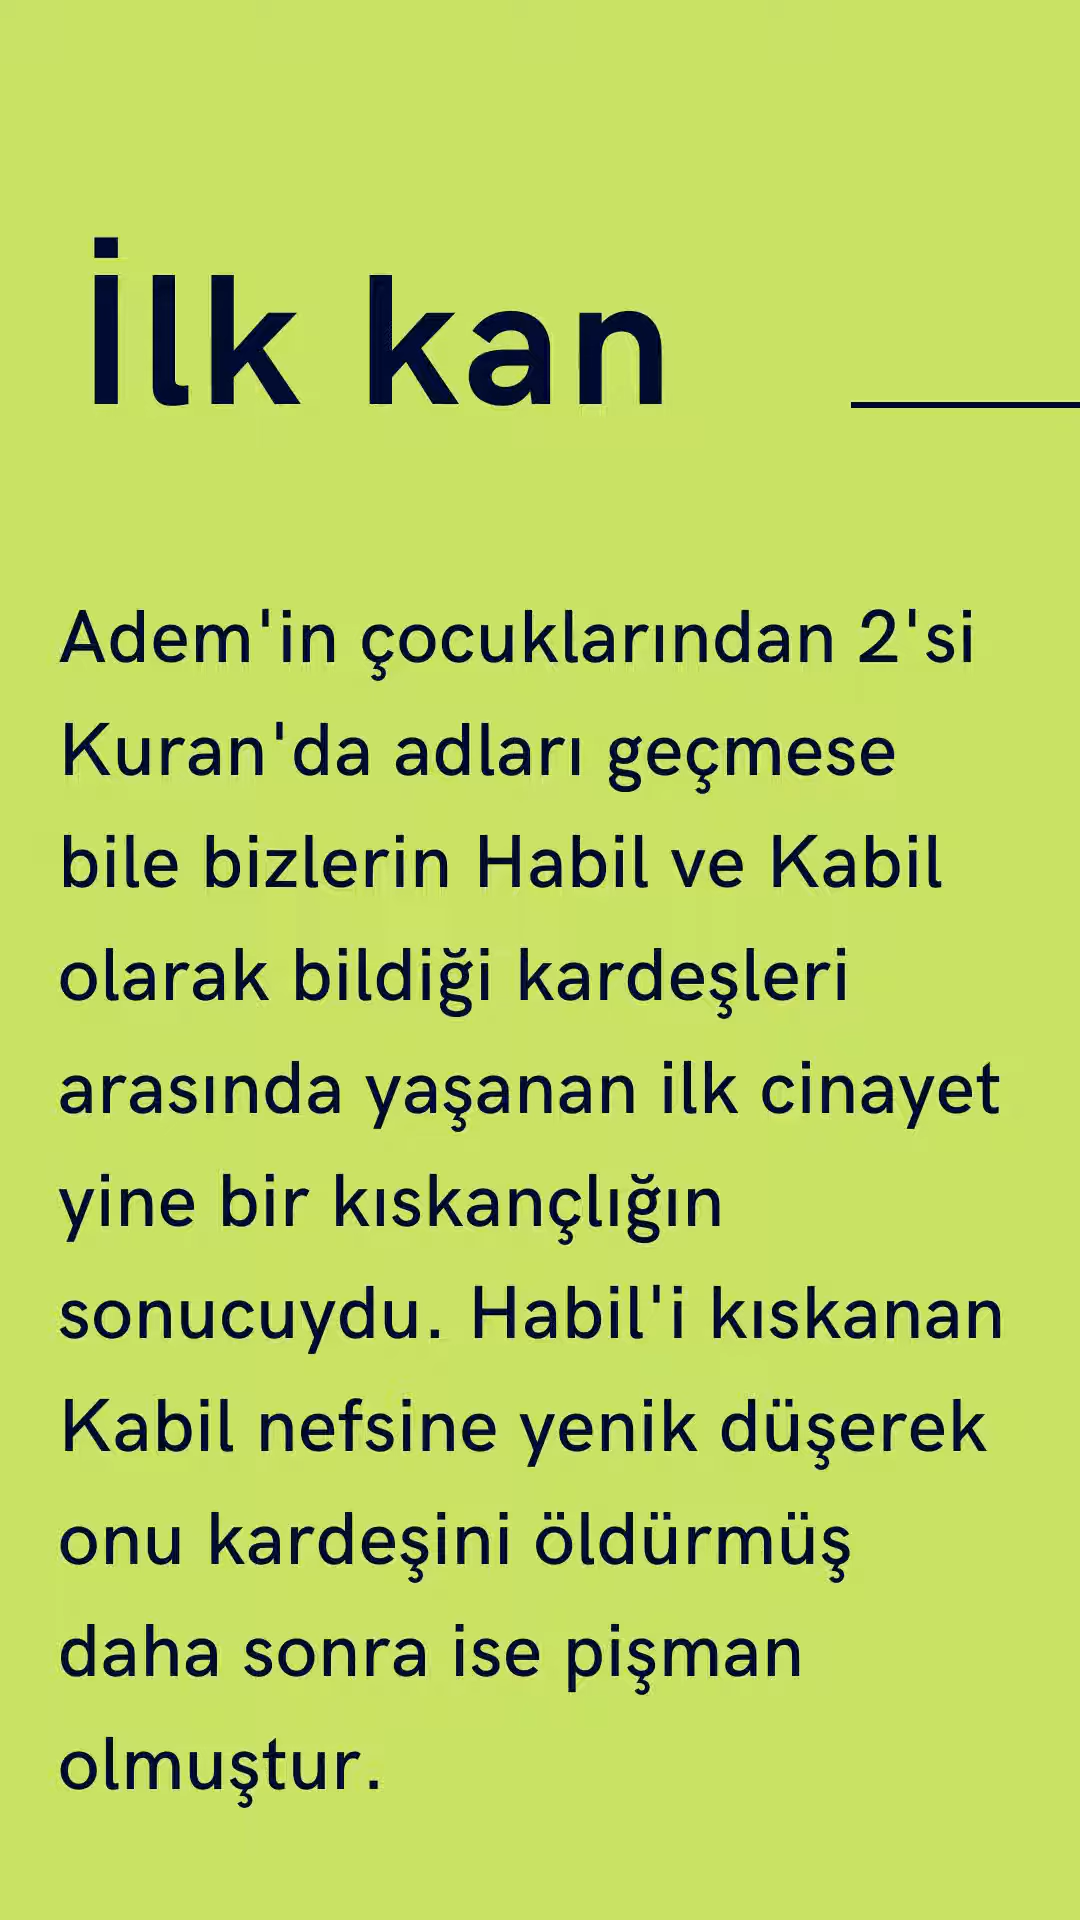 İlk kan
Adem'in çocuklarından 2'si
Kuran'da adları geçmese
bile bizlerin Habil ve Kabil
olarak bildiği kardeşleri
arasında yaşanan ilk cinayet
yine bir kıskançlığın
sonucuydu. Habil'i kıskanan
Kabil nefsine yenik düşerek
onu kardeşini öldürmüş
daha sonra ise pişman
olmuştur.